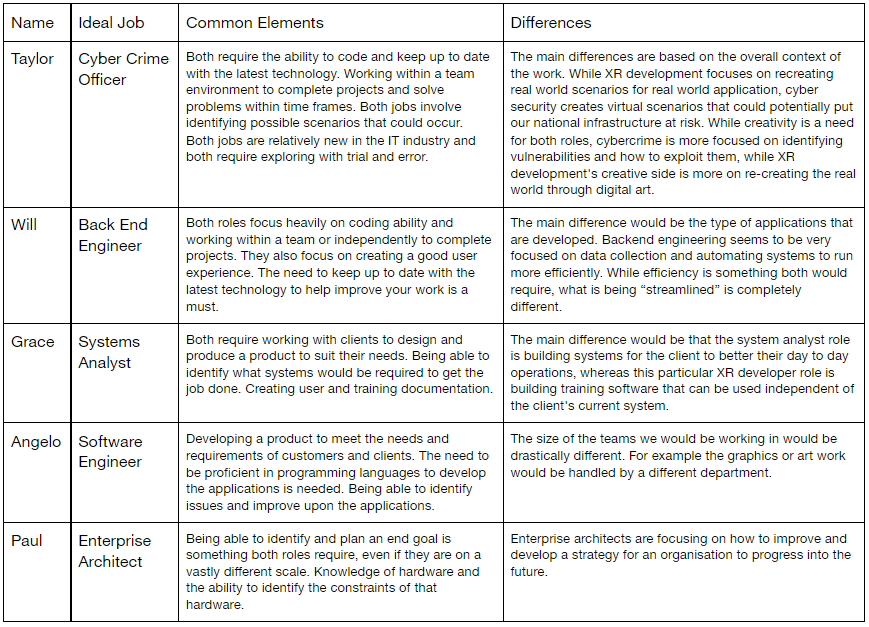 Name Ideal Job Common Elements Differences
Taylor
Cyber Crime
Officer
Both require the ability to code and keep up to date
with the latest technology. Working within a team
environment to complete projects and solve
problems within time frames. Both jobs involve
identifying possible scenarios that could occur.
Both jobs are relatively new in the IT industry and
both require exploring with trial and error.
The main differences are based on the overall context of
the work. While XR development focuses on recreating
real world scenarios for real world application, cyber
security creates virtual scenarios that could potentially put
our national infrastructure at risk. While creativity is a need
for both roles, cybercrime is more focused on identifying
vulnerabilities and how to exploit them, while XR
development's creative side is more on re-creating the real
world through digital art.
Will
Back End
Engineer
Both roles focus heavily on coding ability and
working within a team or independently to complete
projects. They also focus on creating a good user
experience. The need to keep up to date with the
latest technology to help improve your work is a
must.
The main difference would be the type of applications that
are developed. Backend engineering seems to be very
focused on data collection and automating systems to run
more efficiently. While efficiency is something both would
require, what is being “streamlined” is completely
different.
Grace
Systems
Analyst
Both require working with clients to design and
produce a product to suit their needs. Being able to
identify what systems would be required to get the
job done. Creating user and training documentation.
The main difference would be that the system analyst role
is building systems for the client to better their day to day
operations, whereas this particular XR developer role is
building training software that can be used independent of
the client's current system.
Angelo
Software
Engineer
Developing a product to meet the needs and
requirements of customers and clients. The need to
be proficient in programming languages to develop
the applications is needed. Being able to identify
issues and improve upon the applications.
The size of the teams we would be working in would be
drastically different. For example the graphics or art work
would be handled by a different department.
Paul
Enterprise
Architect
Being able to identify and plan an end goal is
something both roles require, even if they are on a
vastly different scale. Knowledge of hardware and
the ability to identify the constraints of that
hardware.
Enterprise architects are focusing on how to improve and
develop a strategy for an organisation to progress into the
future.